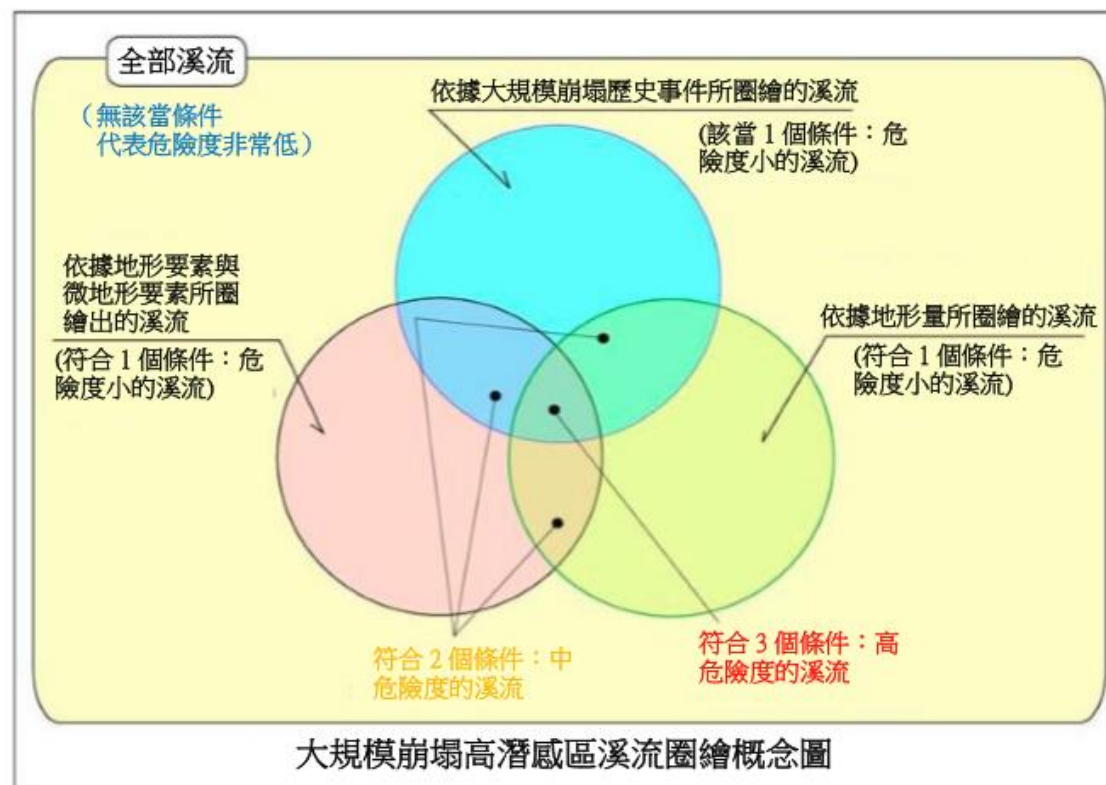 全部溪流
（無該當條件
代表危險度非常低）
依據大規模崩塌歷史事件所圈繪的溪流
(該當 1 個條件：危
險度小的溪流)
依據地形要素與
微地形要素所圈
繪出的溪流
(符合 1 個條件：危
險度小的溪流)
依據地形量所圈繪的溪流
(符合 1 個條件：危
險度小的溪流)
符合 2 個條件：中
危險度的溪流
符合 3 個條件：高
危險度的溪流
大規模崩塌高潛感區溪流圈繪概念圖